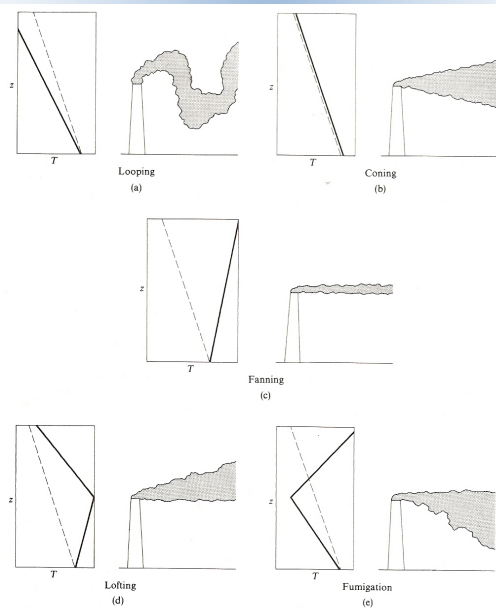 z
T
Looping
(a)
z
T
Coning
(b)
z
T
Fanning
(c)
z
T
Lofting
(d)
z
T
Fumigation
(e)